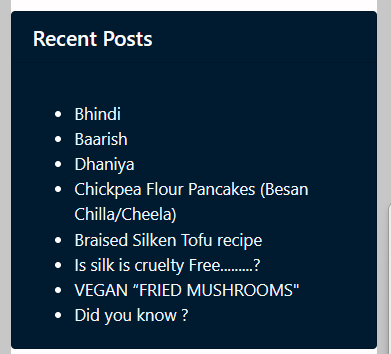 Recent Posts
Bhindi
Baarish
Dhaniya
Chickpea Flour Pancakes (Besan
Chilla/Cheela)
Braised Silken Tofu recipe
Is silk is cruelty Free.........?
VEGAN “FRIED MUSHROOMS"
Did you know ?